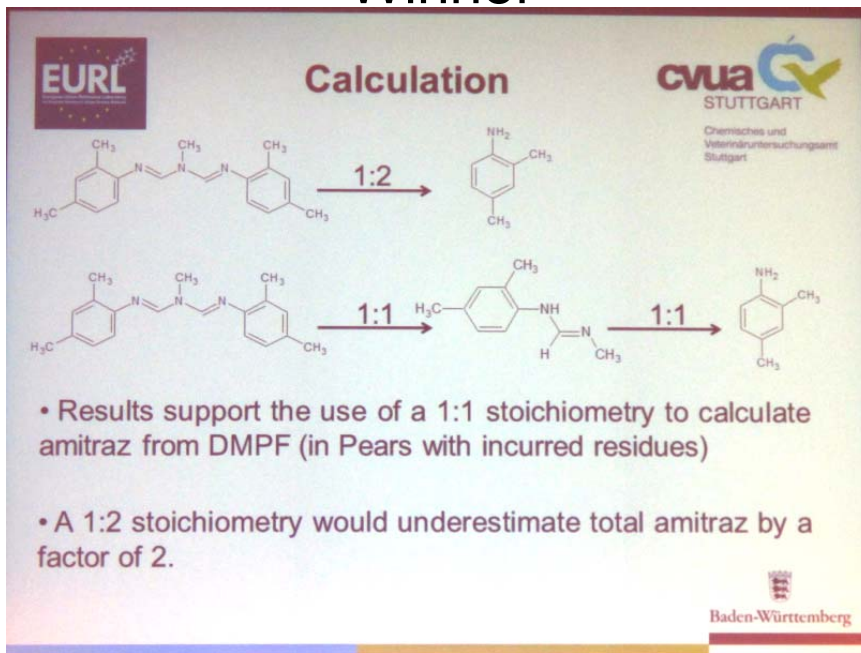 Winner
EURL
Calculation
cvua
STUTTGART
Chemisches und
Veterinäruntersuchungsamt
Stuttgart
CH₃ CH₃ CH₃
N N N
H₃C CH₃
1:2
NH₂
CH₃
CH₃
CH₃ CH₃ CH₃
N N N
H₃C CH₃
1:1
CH₃
H₃C NH
N
H CH₃
1:1
NH₂
CH₃
CH₃
• Results support the use of a 1:1 stoichiometry to calculate
amitraz from DMPF (in Pears with incurred residues)
• A 1:2 stoichiometry would underestimate total amitraz by a
factor of 2.
Baden-Württemberg